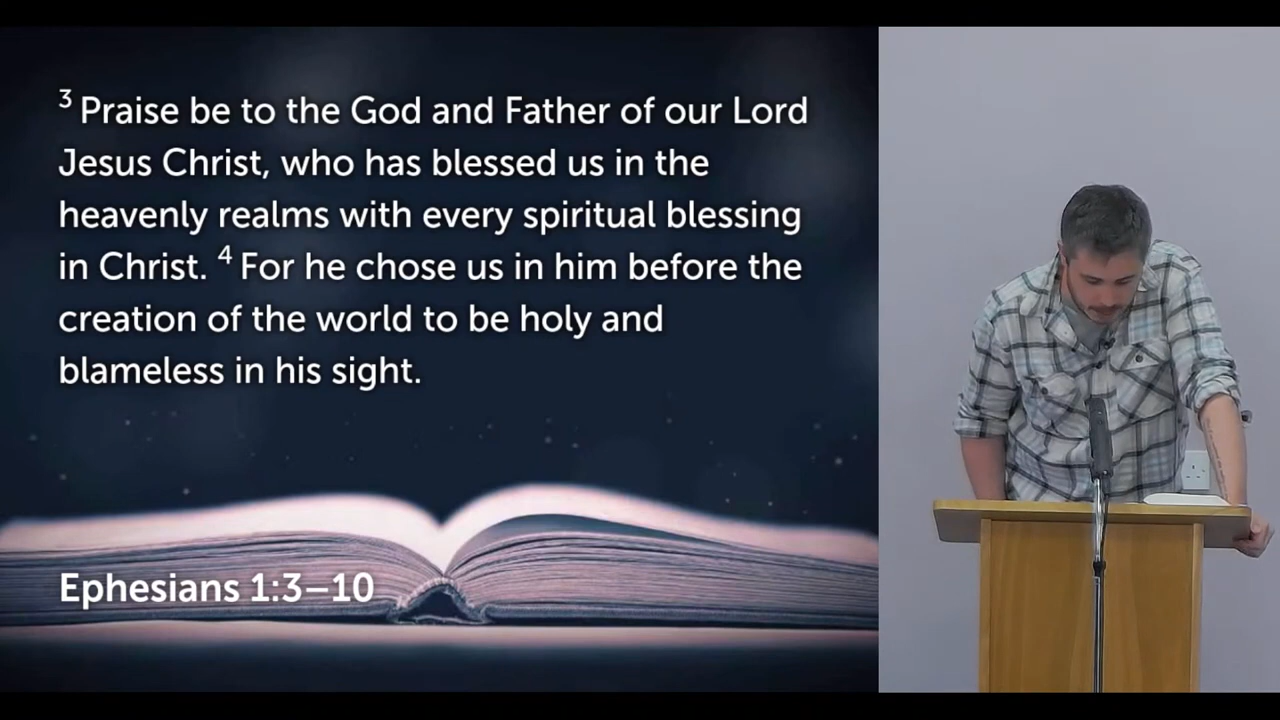 3 Praise be to the God and Father of our Lord
Jesus Christ, who has blessed us in the
heavenly realms with every spiritual blessing
in Christ. 4 For he chose us in him before the
creation of the world to be holy and
blameless in his sight.
Ephesians 1:3–10